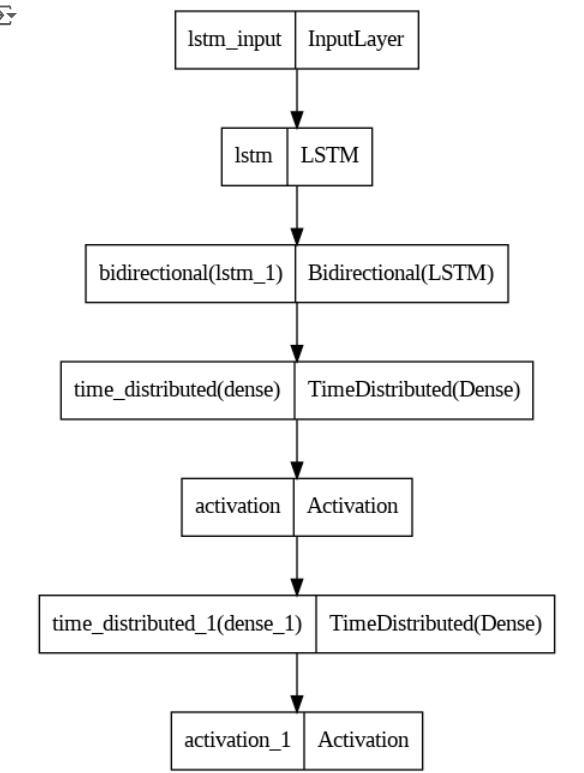 lstm_input InputLayer
lstm LSTM
bidirectional(lstm_1) Bidirectional(LSTM)
time_distributed(dense) TimeDistributed(Dense)
activation Activation
time_distributed_1(dense_1) TimeDistributed(Dense)
activation_1 Activation